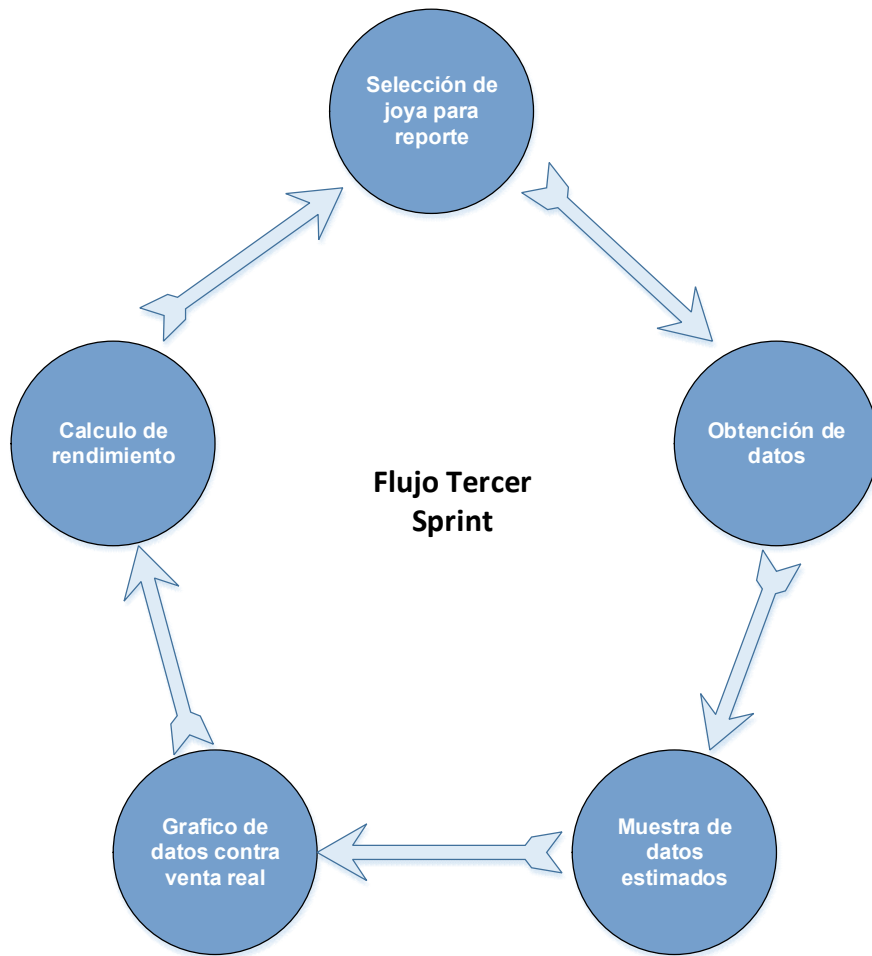 Selección de
joya para
reporte
Obtención de
datos
Muestra de
datos
estimados
Grafico de
datos contra
venta real
Calculo de
rendimiento
Flujo Tercer
Sprint